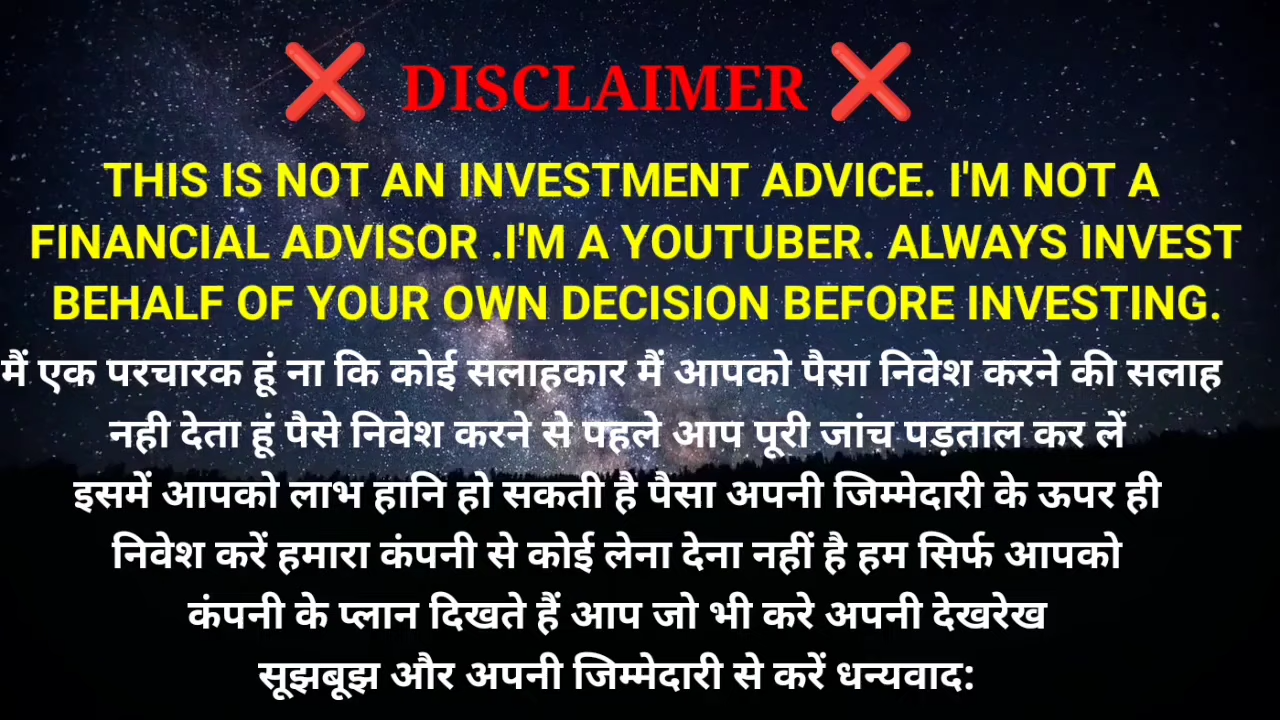 ❌ DISCLAIMER ❌
THIS IS NOT AN INVESTMENT ADVICE. I'M NOT A
FINANCIAL ADVISOR .I'M A YOUTUBER. ALWAYS INVEST
BEHALF OF YOUR OWN DECISION BEFORE INVESTING.
मैं एक परचारक हूं ना कि कोई सलाहकार मैं आपको पैसा निवेश करने की सलाह
नही देता हूं पैसे निवेश करने से पहले आप पूरी जांच पड़ताल कर लें
इसमें आपको लाभ हानि हो सकती है पैसा अपनी जिम्मेदारी के ऊपर ही
निवेश करें हमारा कंपनी से कोई लेना देना नहीं है हम सिर्फ आपको
कंपनी के प्लान दिखते हैं आप जो भी करे अपनी देखरेख
सूझबूझ और अपनी जिम्मेदारी से करें धन्यवाद: